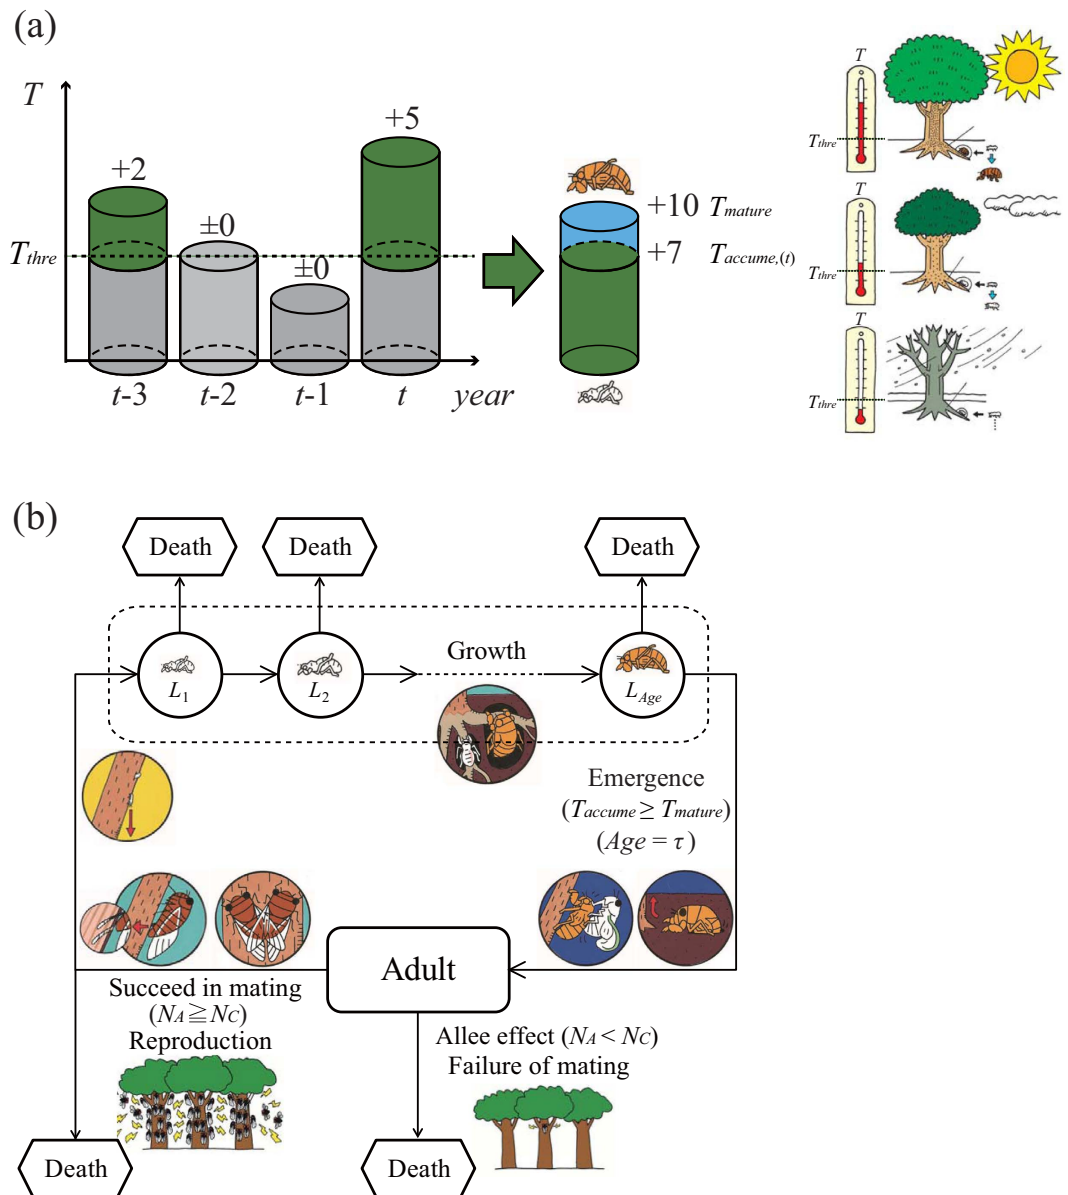 (a)
T
+2
±0
±0
+5
Tthre
t-3
t-2
t-1
t
year
+10 Tmature
+7 Taccume,(t)
T
Tthre
T
Tthre
T
Tthre
(b)
Death
Death
Death
L1
L2
Growth
LAge
Emergence
(Taccume ≥ Tmature)
(Age = τ)
Adult
Succeed in mating
(NA≧NC)
Reproduction
Allee effect (NA < NC)
Failure of mating
Death
Death